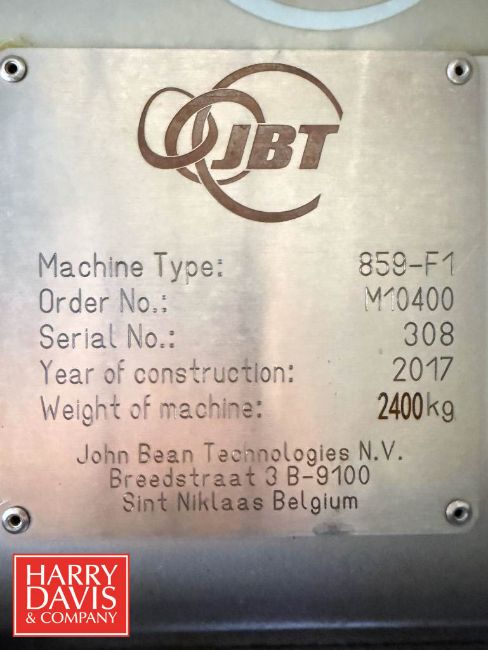 JBT
Machine Type: 859-F1
Order No.: M10400
Serial No.: 308
Year of construction: 2017
Weight of machine: 2400kg
John Bean Technologies N.V.
Breedstraat 3 B-9100
Sint Niklaas Belgium
HARRY
DAVIS
& COMPANY